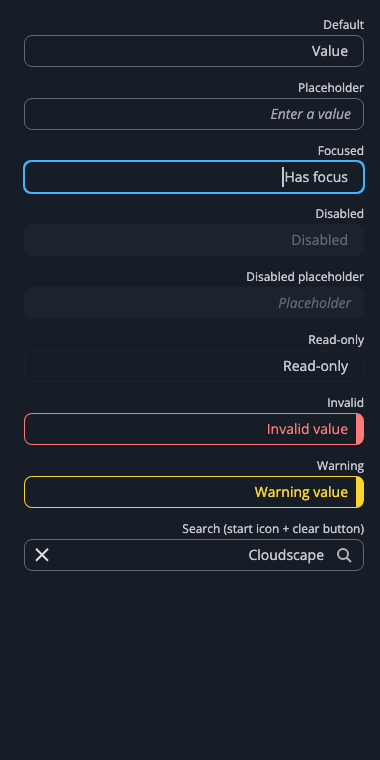 Default
Value
Placeholder
Enter a value
Focused
Has focus
Disabled
Disabled
Disabled placeholder
Placeholder
Read-only
Read-only
Invalid
Invalid value
Warning
Warning value
Search (start icon + clear button)
Cloudscape